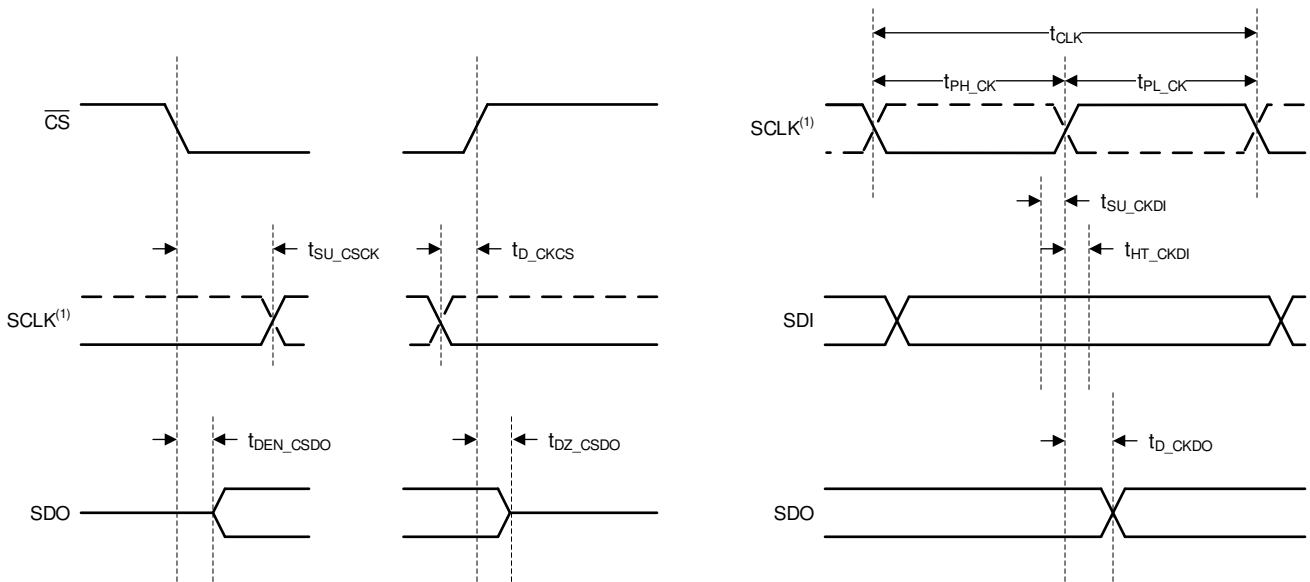 CS
SCLK(1)
SDO
tSU_CSCK
tD_CKCS
tDEN_CSDO
tDZ_CSDO
tCLK
tPH_CK
tPL_CK
SCLK(1)
tSU_CKDI
tHT_CKDI
SDI
tD_CKDO
SDO